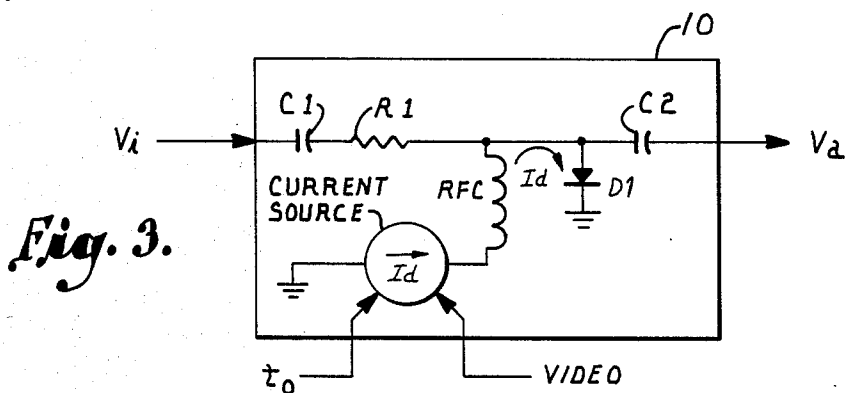 10
C1
R1
C2
Vi
Va
RFC
Id
D1
CURRENT
SOURCE
Id
Fig. 3.
t0
VIDEO